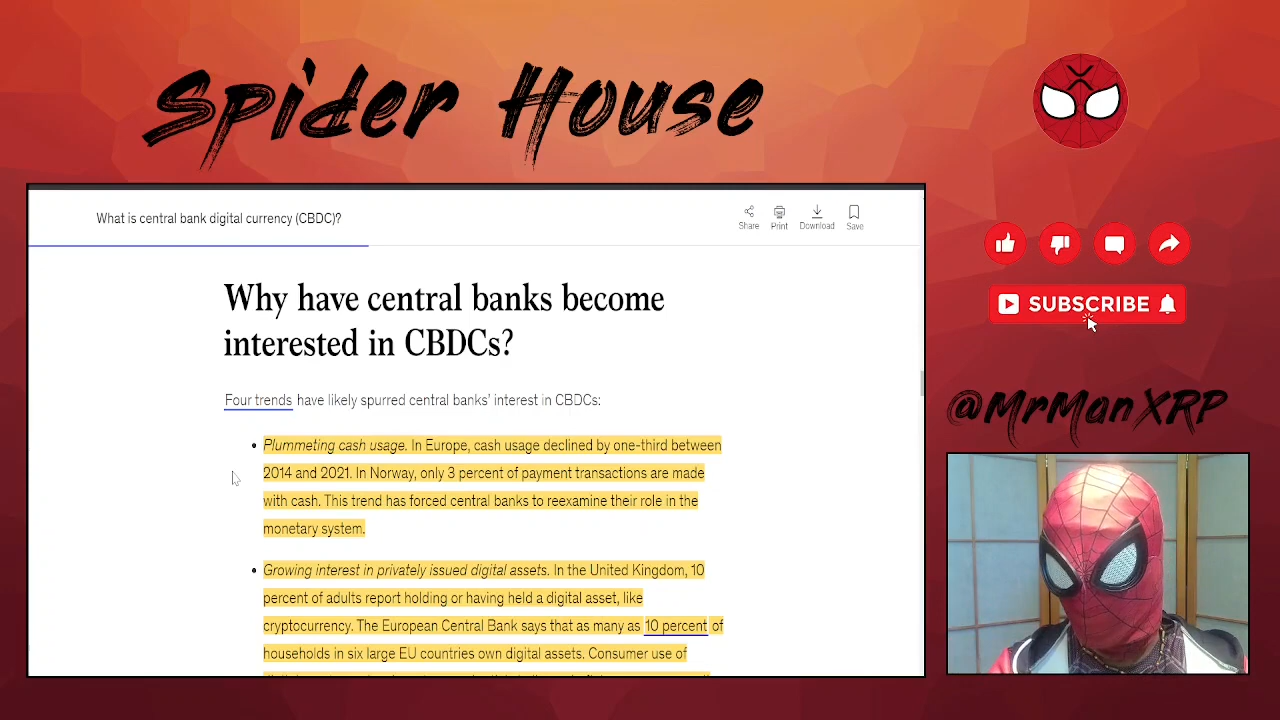 Spider House
What is central bank digital currency (CBDC)?
Share Print Download Save
Why have central banks become
interested in CBDCs?
Four trends have likely spurred central banks' interest in CBDCs:
• Plummeting cash usage. In Europe, cash usage declined by one-third between
2014 and 2021. In Norway, only 3 percent of payment transactions are made
with cash. This trend has forced central banks to reexamine their role in the
monetary system.
• Growing interest in privately issued digital assets. In the United Kingdom, 10
percent of adults report holding or having held a digital asset, like
cryptocurrency. The European Central Bank says that as many as 10 percent of
households in six large EU countries own digital assets. Consumer use of
SUBSCRIBE
@MrManXRP